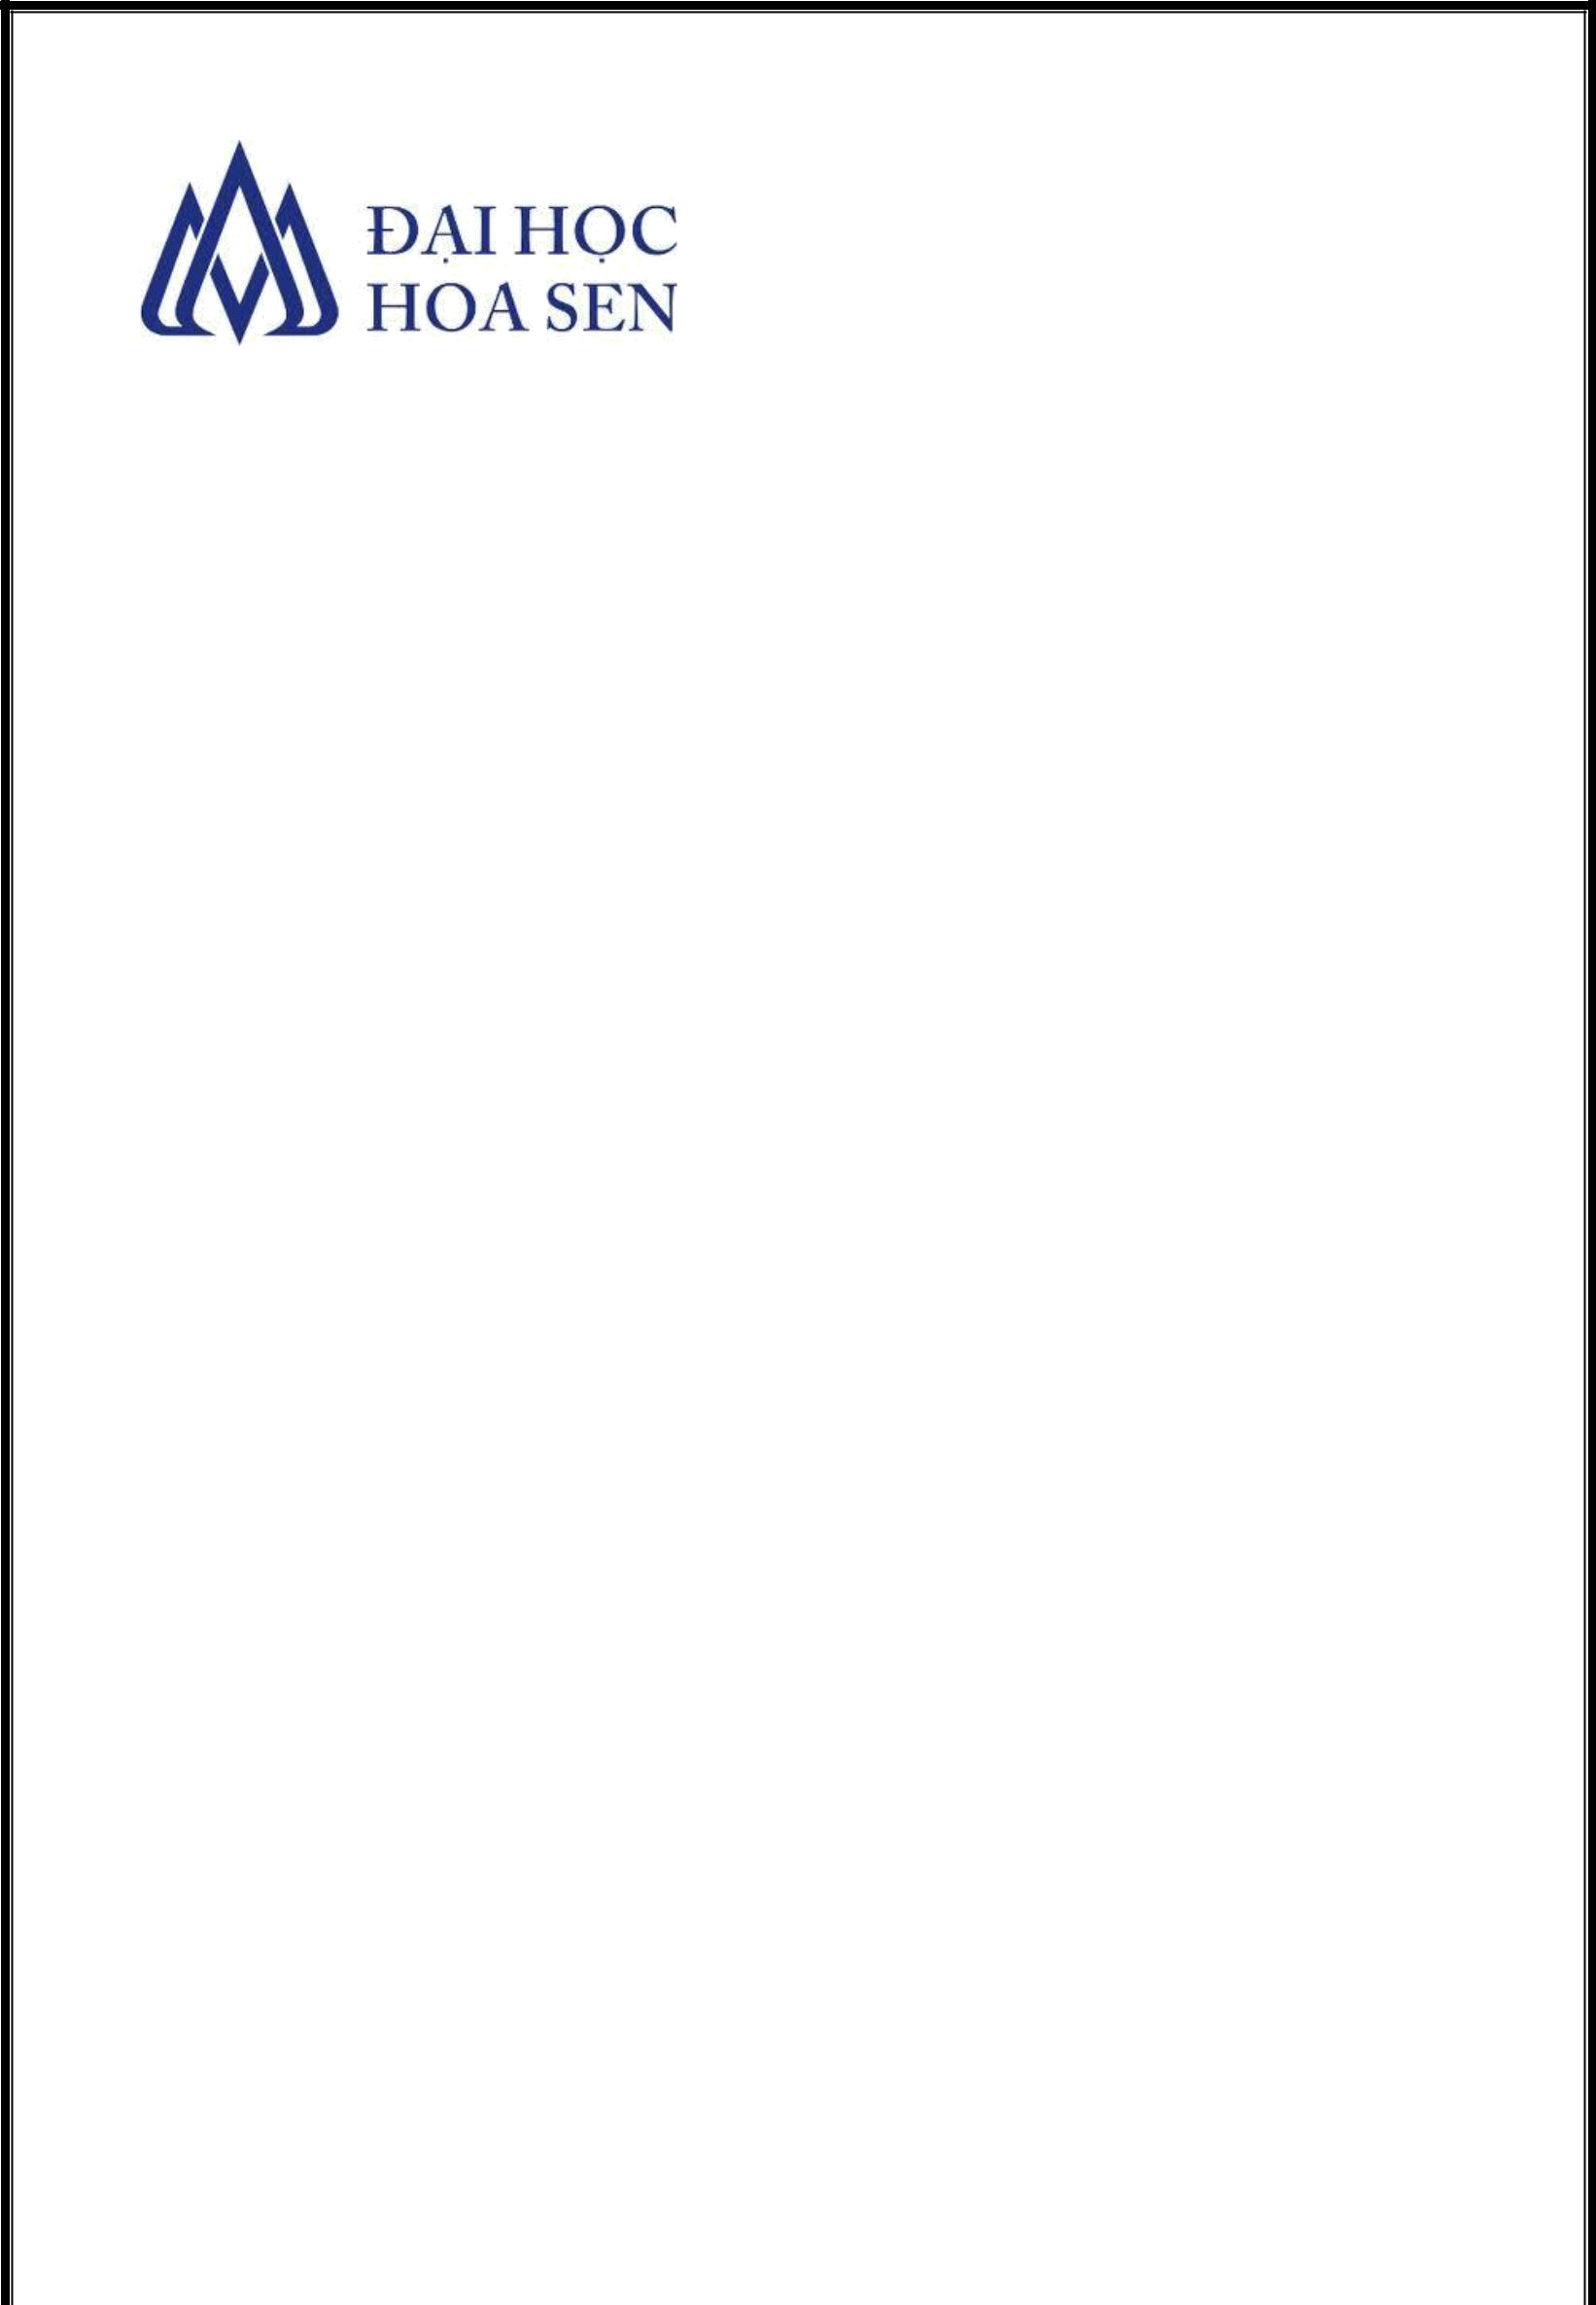 ĐẠI HỌC
HOA SEN